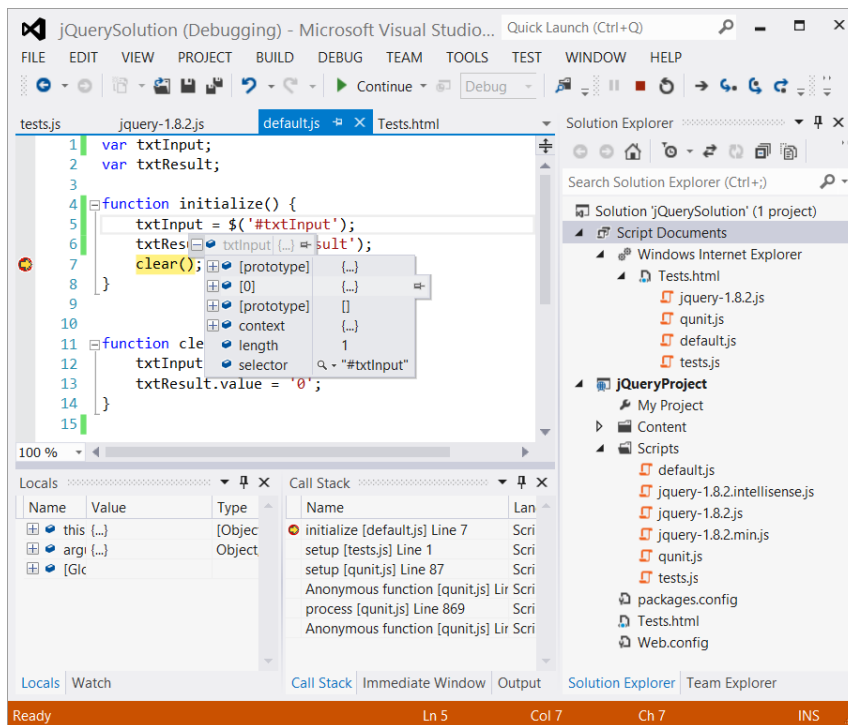 jQuerySolution (Debugging) - Microsoft Visual Studio... Quick Launch (Ctrl+Q)
FILE EDIT VIEW PROJECT BUILD DEBUG TEAM TOOLS TEST WINDOW HELP
Continue Debug
tests.js jquery-1.8.2.js default.js Tests.html
1 var txtInput;
2 var txtResult;
3
4 function initialize() {
5 txtInput = $('#txtInput');
6 txtResu txtInput {...} sult');
7 clear();
8 }
9
10
11 function cle
12 txtInput
13 txtResult.value = '0';
14 }
15
[prototype] {...}
[0] {...}
[prototype] []
context {...}
length 1
selector "#txtInput"
100 %
Solution Explorer
Search Solution Explorer (Ctrl+;)
Solution 'jQuerySolution' (1 project)
Script Documents
Windows Internet Explorer
Tests.html
jquery-1.8.2.js
qunit.js
default.js
tests.js
jQueryProject
My Project
Content
Scripts
default.js
jquery-1.8.2.intellisense.js
jquery-1.8.2.js
jquery-1.8.2.min.js
qunit.js
tests.js
packages.config
Tests.html
Web.config
Locals
Name Value Type
this {...} [Objec
argu {...} Object,
[Glo
Locals Watch
Call Stack
Name Lan
initialize [default.js] Line 7 Scri
setup [tests.js] Line 1 Scri
setup [qunit.js] Line 87 Scri
Anonymous function [qunit.js] Lir Scri
process [qunit.js] Line 869 Scri
Anonymous function [qunit.js] Lir Scri
Call Stack Immediate Window Output
Solution Explorer Team Explorer
Ready Ln 5 Col 7 Ch 7 INS